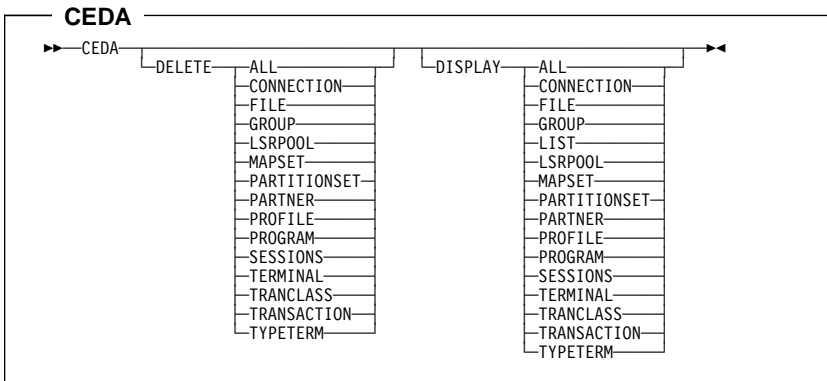 CEDA
CEDA
DELETE ALL DISPLAY ALL
CONNECTION CONNECTION
FILE FILE
GROUP GROUP
LSRPOOL LIST
MAPSET LSRPOOL
PARTITIONSET MAPSET
PARTNER PARTITIONSET
PROFILE PARTNER
PROGRAM PROFILE
SESSIONS PROGRAM
TERMINAL SESSIONS
TRANCLASS TERMINAL
TRANSACTION TRANCLASS
TYPETERM TRANSACTION
TYPETERM